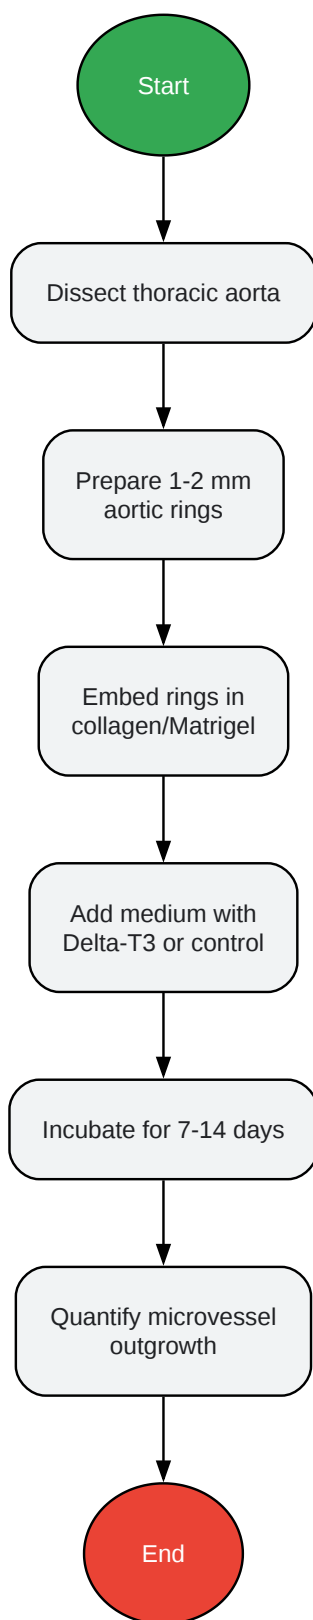 Start
Dissect thoracic aorta
Prepare 1-2 mm
aortic rings
Embed rings in
collagen/Matrigel
Add medium with
Delta-T3 or control
Incubate for 7-14 days
Quantify microvessel
outgrowth
End